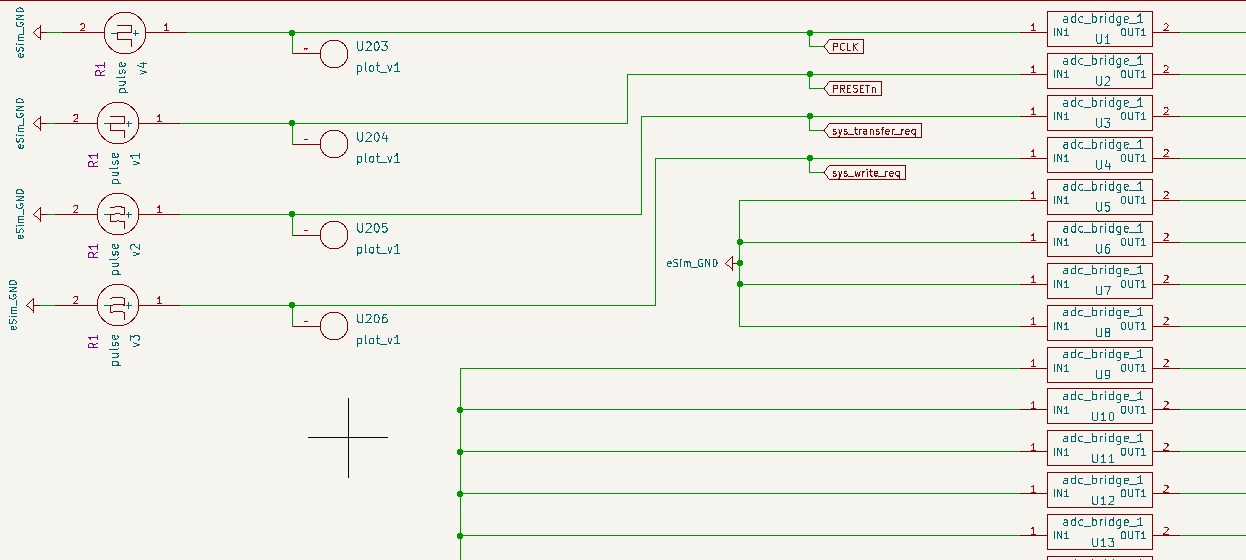 eSim_GND
2
1
R1
pulse
v4
U203
plot_v1
-
PCLK
1
adc_bridge_1
IN1
OUT1
U1
2
PRESETn
1
adc_bridge_1
IN1
OUT1
U2
2
eSim_GND
2
1
R1
pulse
v1
U204
plot_v1
-
sys_transfer_req
1
adc_bridge_1
IN1
OUT1
U3
2
sys_write_req
1
adc_bridge_1
IN1
OUT1
U4
2
eSim_GND
2
1
R1
pulse
v2
U205
plot_v1
-
1
adc_bridge_1
IN1
OUT1
U5
2
1
adc_bridge_1
IN1
OUT1
U6
2
eSim_GND
1
adc_bridge_1
IN1
OUT1
U7
2
eSim_GND
2
1
R1
pulse
v3
U206
plot_v1
-
1
adc_bridge_1
IN1
OUT1
U8
2
1
adc_bridge_1
IN1
OUT1
U9
2
1
adc_bridge_1
IN1
OUT1
U10
2
1
adc_bridge_1
IN1
OUT1
U11
2
1
adc_bridge_1
IN1
OUT1
U12
2
1
adc_bridge_1
IN1
OUT1
U13
2